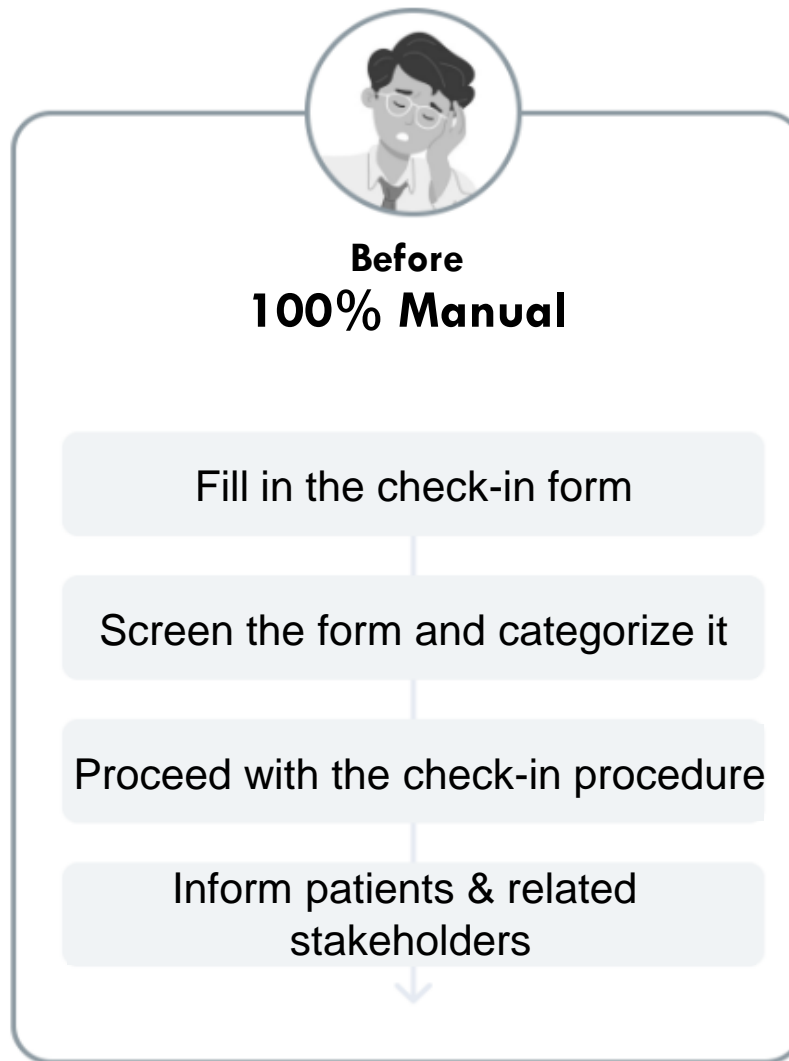 Before
100% Manual
Fill in the check-in form
Screen the form and categorize it
Proceed with the check-in procedure
Inform patients & related
stakeholders